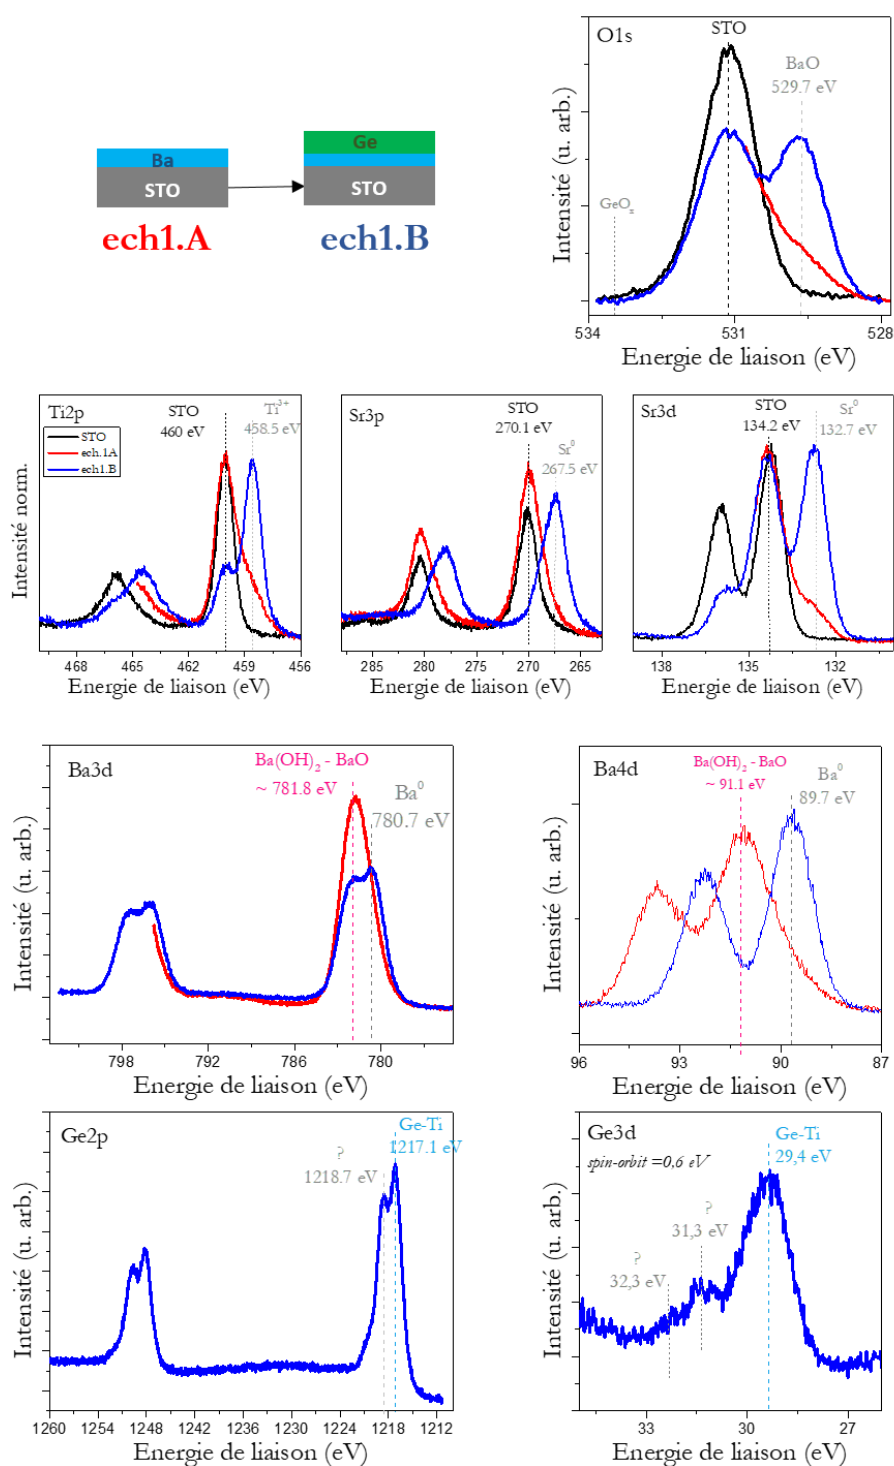 Ba
STO
Ge
STO
ech1.A
ech1.B
O1s
STO
BaO
529.7 eV
GeOₓ
Intensité (u. arb.)
534
531
528
Energie de liaison (eV)
Ti2p
STO
460 eV
Ti³⁺
458.5 eV
STO
ech.1A
ech1.B
Intensité norm.
468
465
462
459
456
Energie de liaison (eV)
Sr3p
STO
270.1 eV
Sr⁰
267.5 eV
285
280
275
270
265
Energie de liaison (eV)
Sr3d
STO
134.2 eV
Sr⁰
132.7 eV
138
135
132
Energie de liaison (eV)
Ba3d
Ba(OH)₂ - BaO
~ 781.8 eV
Ba⁰
780.7 eV
Intensité (u. arb.)
798
792
786
780
Energie de liaison (eV)
Ba4d
Ba(OH)₂ - BaO
~ 91.1 eV
Ba⁰
89.7 eV
Intensité (u. arb.)
96
93
90
87
Energie de liaison (eV)
Ge2p
Ge-Ti
1217.1 eV
?
1218.7 eV
Intensité (u. arb.)
1260
1254
1248
1242
1236
1230
1224
1218
1212
Energie de liaison (eV)
Ge3d
spin-orbit =0,6 eV
Ge-Ti
29,4 eV
?
31,3 eV
?
32,3 eV
Intensité (u. arb.)
33
30
27
Energie de liaison (eV)